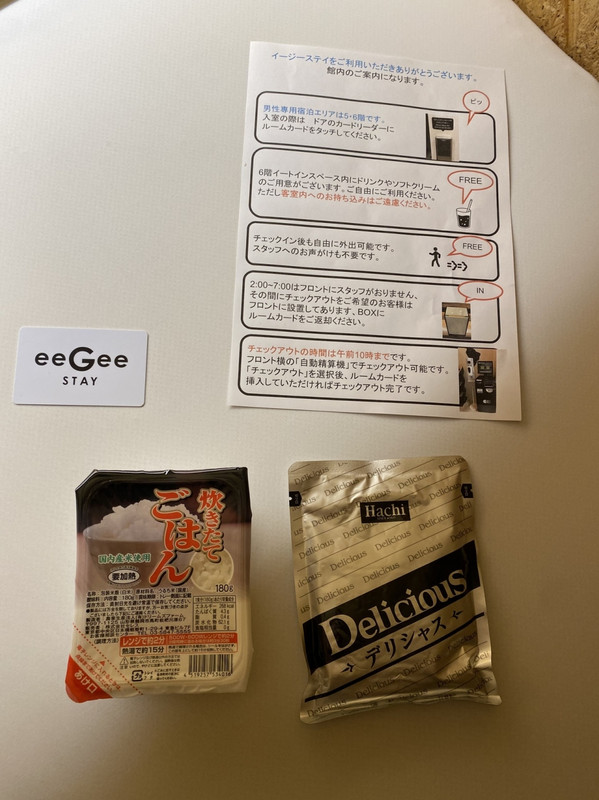 イージーステイをご利用いただきありがとうございます。
館内のご案内になります。
ピッ
男性専用宿泊エリアは5・6階です。
入室の際は　ドアのカードリーダーに
ルームカードをタッチしてください。
FREE
6階イートインスペース内にドリンクやソフトクリーム
のご用意がございます。ご自由にご利用ください。
ただし客室内へのお持ち込みはご遠慮ください。
FREE
チェックイン後も自由に外出可能です。
スタッフへのお声がけも不要です。
IN
2:00~7:00はフロントにスタッフがおりません、
その間にチェックアウトをご希望のお客様は
フロントに設置してあります、BOXに
ルームカードをご返却ください。
チェックアウトの時間は午前10時までです。
フロント横の「自動精算機」でチェックアウト可能です。
「チェックアウト」を選択後、ルームカードを
挿入していただければチェックアウト完了です。
eeGee
STAY
炊きたて
ごはん
国内産米使用
要加熱
180g
レンジで約2分
熱湯で約15分
あけ口
Hachi
Delicious
デリシャス